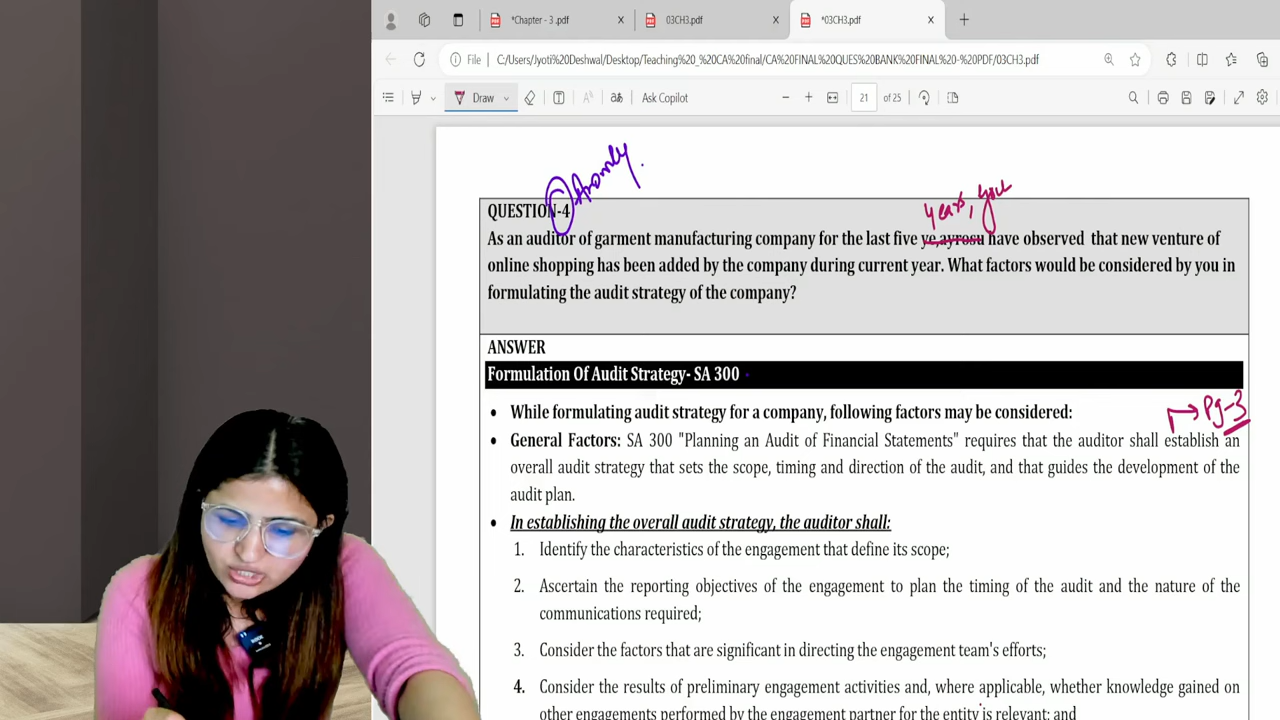 *Chapter - 3 .pdf
03CH3.pdf
*03CH3.pdf
File
C:/Users/Jyoti%20Deshwal/Desktop/Teaching%20_%20CA%20final/CA%20FINAL%20QUES%20BANK%20FINAL%20-%20PDF/03CH3.pdf
Draw
Ask Copilot
21 of 25
QUESTION-4
years, you
As an auditor of garment manufacturing company for the last five ye,ayrosu have observed that new venture of
online shopping has been added by the company during current year. What factors would be considered by you in
formulating the audit strategy of the company?
ANSWER
Formulation Of Audit Strategy- SA 300
• While formulating audit strategy for a company, following factors may be considered:
Pg-3
• General Factors: SA 300 "Planning an Audit of Financial Statements" requires that the auditor shall establish an
overall audit strategy that sets the scope, timing and direction of the audit, and that guides the development of the
audit plan.
• In establishing the overall audit strategy, the auditor shall:
1. Identify the characteristics of the engagement that define its scope;
2. Ascertain the reporting objectives of the engagement to plan the timing of the audit and the nature of the
communications required;
3. Consider the factors that are significant in directing the engagement team's efforts;
4. Consider the results of preliminary engagement activities and, where applicable, whether knowledge gained on
other engagements performed by the engagement partner for the entity is relevant; and